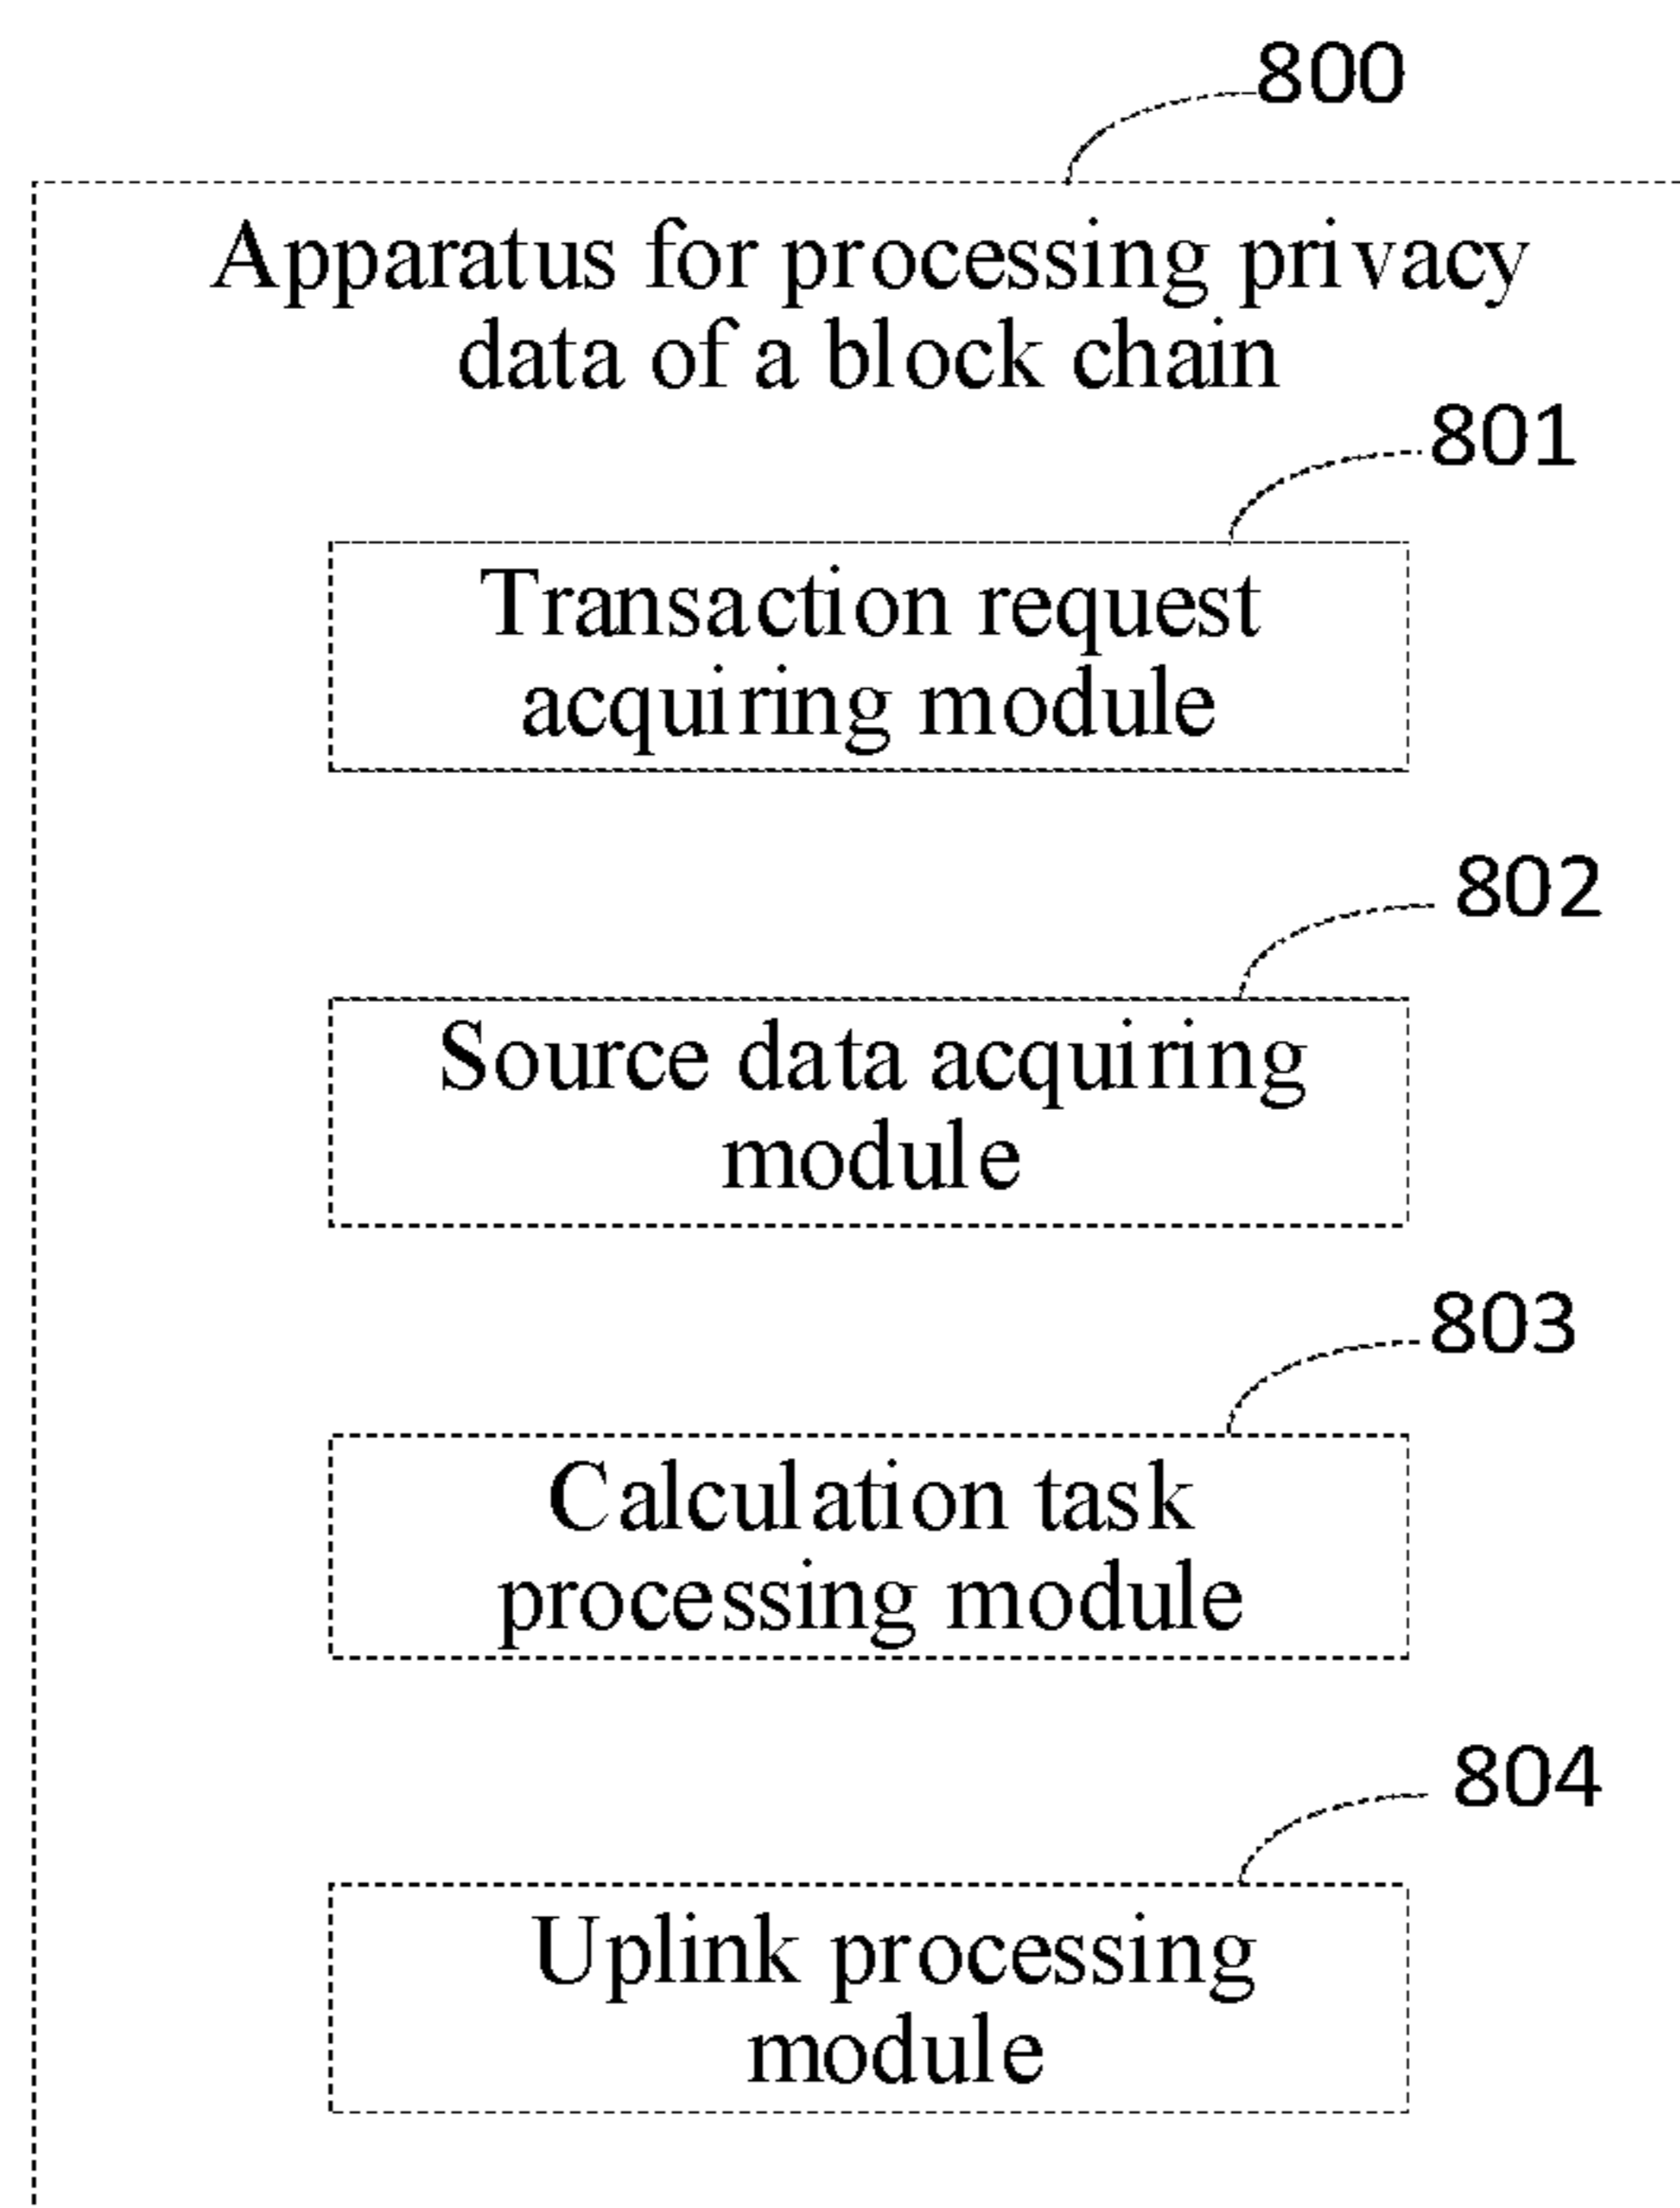 800
Apparatus for processing privacy
data of a block chain
801
Transaction request
acquiring module
802
Source data acquiring
module
803
Calculation task
processing module
804
Uplink processing
module